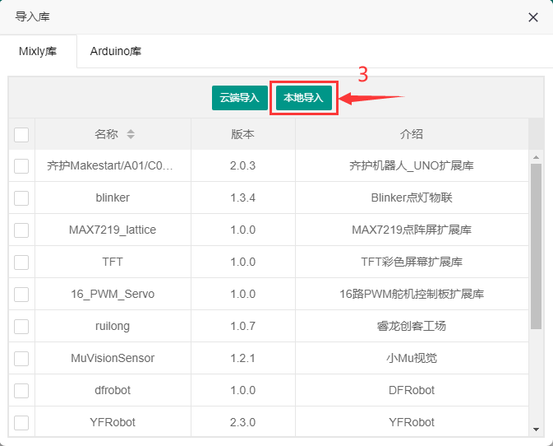 导入库
Mixly库 Arduino库
3
云端导入 本地导入
名称 版本 介绍
齐护Makestart/A01/C0... 2.0.3 齐护机器人_UNO扩展库
blinker 1.3.4 Blinker点灯物联
MAX7219_lattice 1.0.0 MAX7219点阵屏扩展库
TFT 1.0.0 TFT彩色屏幕扩展库
16_PWM_Servo 1.0.0 16路PWM舵机控制板扩展库
ruilong 1.0.7 睿龙创客工场
MuVisionSensor 1.2.1 小Mu视觉
dfrobot 1.0.0 DFRobot
YFRobot 2.3.0 YFRobot